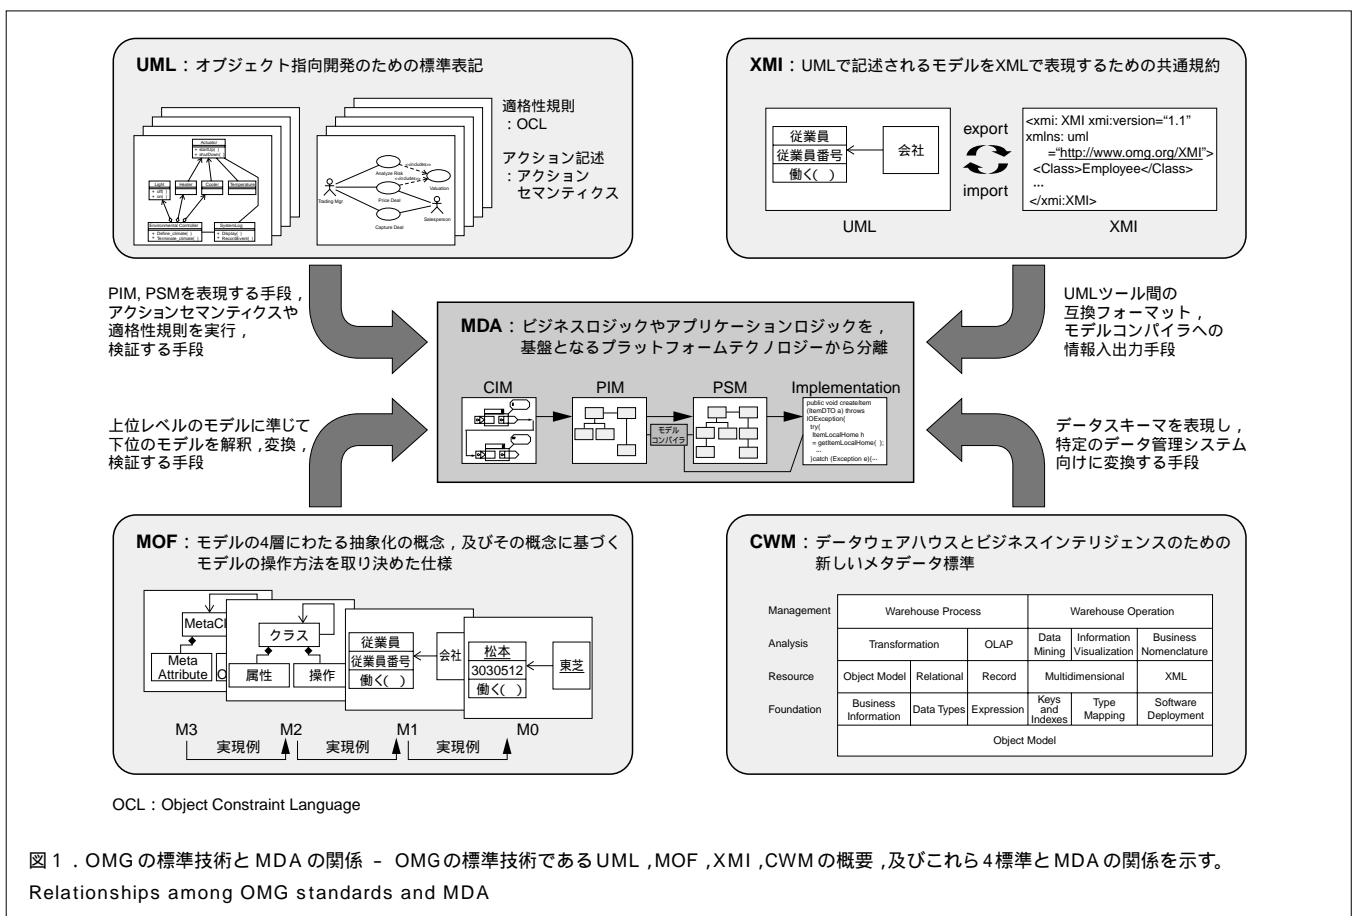 UML：オブジェクト指向開発のための標準表記
Actuator
+ startUp( )
+ shutDown( )
Light
+ off( )
+ on( )
Heater
Cooler
Temperature
Environmental Controller
+ Define_climate( )
+ Terminate_climate( )
SystemLog
+ Display( )
+ RecordEvent( )
Trading Mgr
Analyze Risk
<<includes>>
<<includes>>
Valuation
Price Deal
Capture Deal
Salesperson
適格性規則
：OCL
アクション記述
：アクション
セマンティクス
XMI：UMLで記述されるモデルをXMLで表現するための共通規約
従業員
従業員番号
働く( )
会社
UML
export
import
<xmi: XMI xmi:version=“1.1”
xmlns: uml
=“http://www.omg.org/XMI”>
<Class>Employee</Class>
…
</xmi:XMI>
XMI
PIM, PSMを表現する手段，
アクションセマンティクスや
適格性規則を実行，
検証する手段
UMLツール間の
互換フォーマット，
モデルコンパイラへの
情報入出力手段
MDA：ビジネスロジックやアプリケーションロジックを，
基盤となるプラットフォームテクノロジーから分離
CIM
PIM
PSM
Implementation
モデル
コンパイラ
public void createItem
(ItemDTO a) throws
IOException{
try{
ItemLocalHome h
= getItemLocalHome( );
…
}catch (Exception e){…
上位レベルのモデルに準じて
下位のモデルを解釈，変換，
検証する手段
データスキーマを表現し，
特定のデータ管理システム
向けに変換する手段
MOF：モデルの4層にわたる抽象化の概念，及びその概念に基づく
モデルの操作方法を取り決めた仕様
MetaCl
Meta
Attribute
O
クラス
属性
操作
従業員
従業員番号
働く( )
会社
松本
3030512
働く( )
東芝
M3
M2
M1
M0
実現例
実現例
実現例
CWM：データウェアハウスとビジネスインテリジェンスのための
新しいメタデータ標準
Management
Warehouse Process
Warehouse Operation
Analysis
Transformation
OLAP
Data
Mining
Information
Visualization
Business
Nomenclature
Resource
Object Model
Relational
Record
Multidimensional
XML
Foundation
Business
Information
Data Types
Expression
Keys
and
Indexes
Type
Mapping
Software
Deployment
Object Model
OCL：Object Constraint Language
図1．OMGの標準技術とMDAの関係 − OMGの標準技術であるUML，MOF，XMI，CWMの概要，及びこれら4標準とMDAの関係を示す。
Relationships among OMG standards and MDA